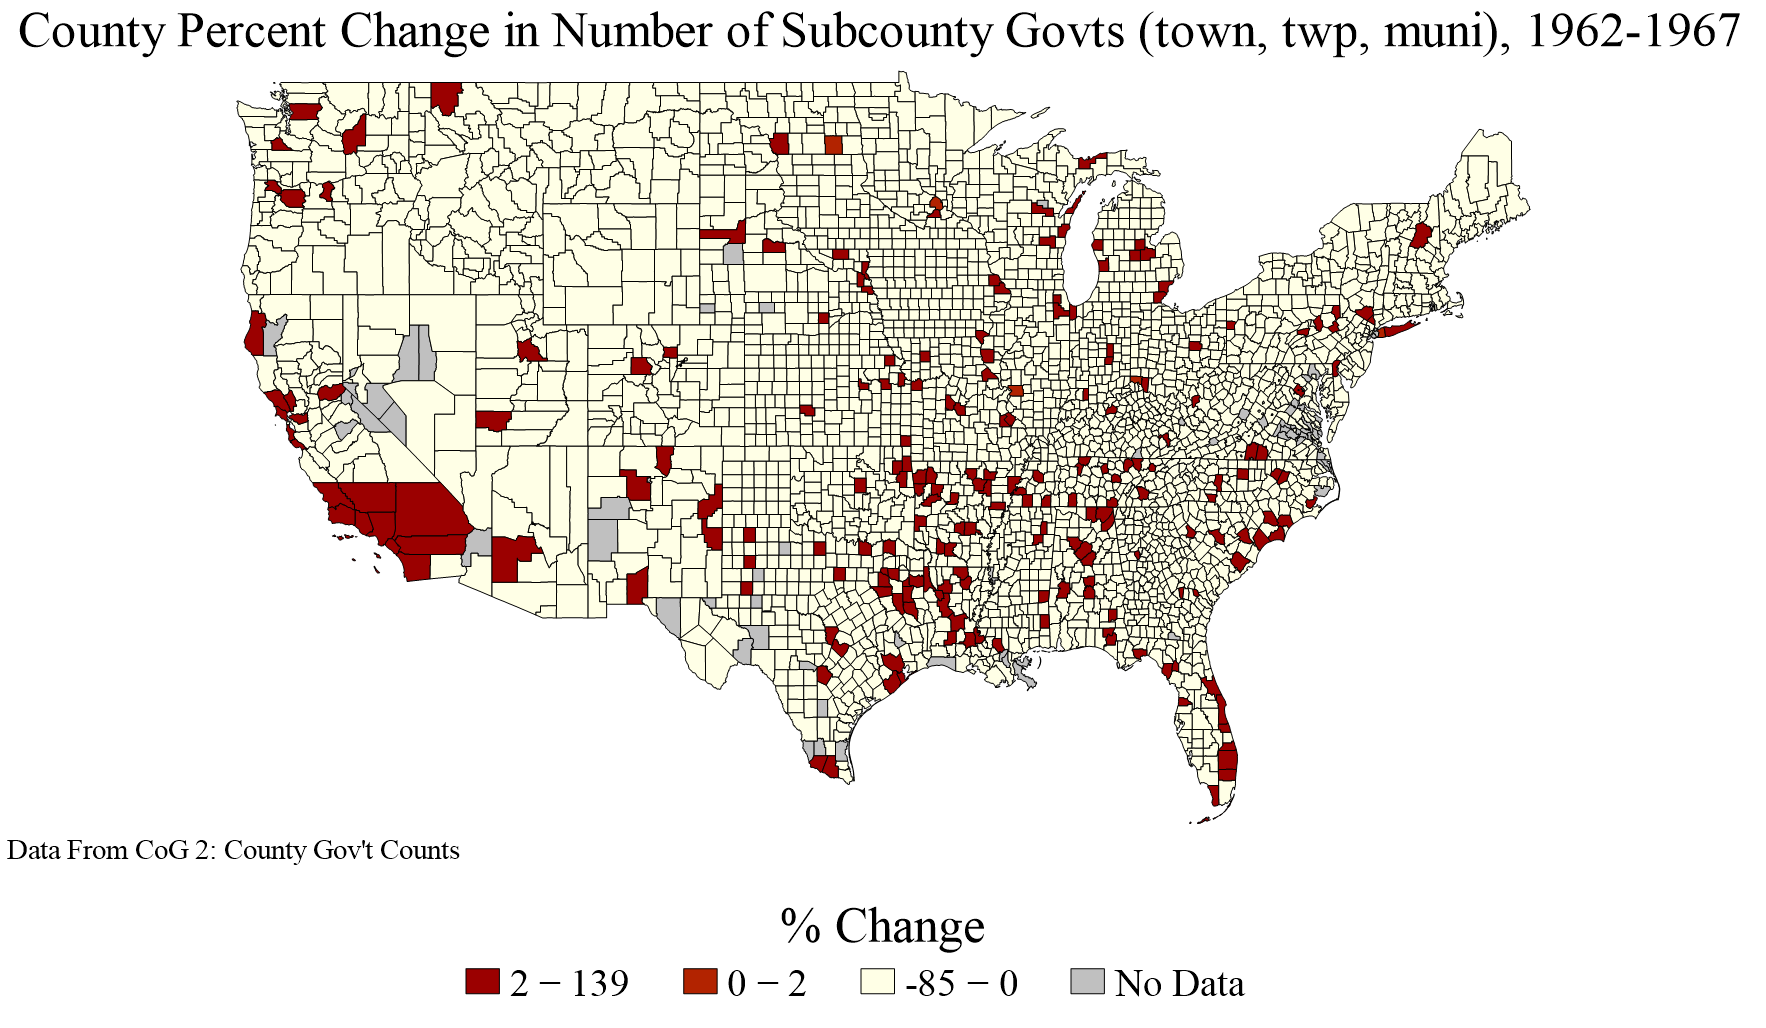 County Percent Change in Number of Subcounty Govts (town, twp, muni), 1962-1967
Data From CoG 2: County Gov't Counts
% Change
2 − 139
0 − 2
-85 − 0
No Data